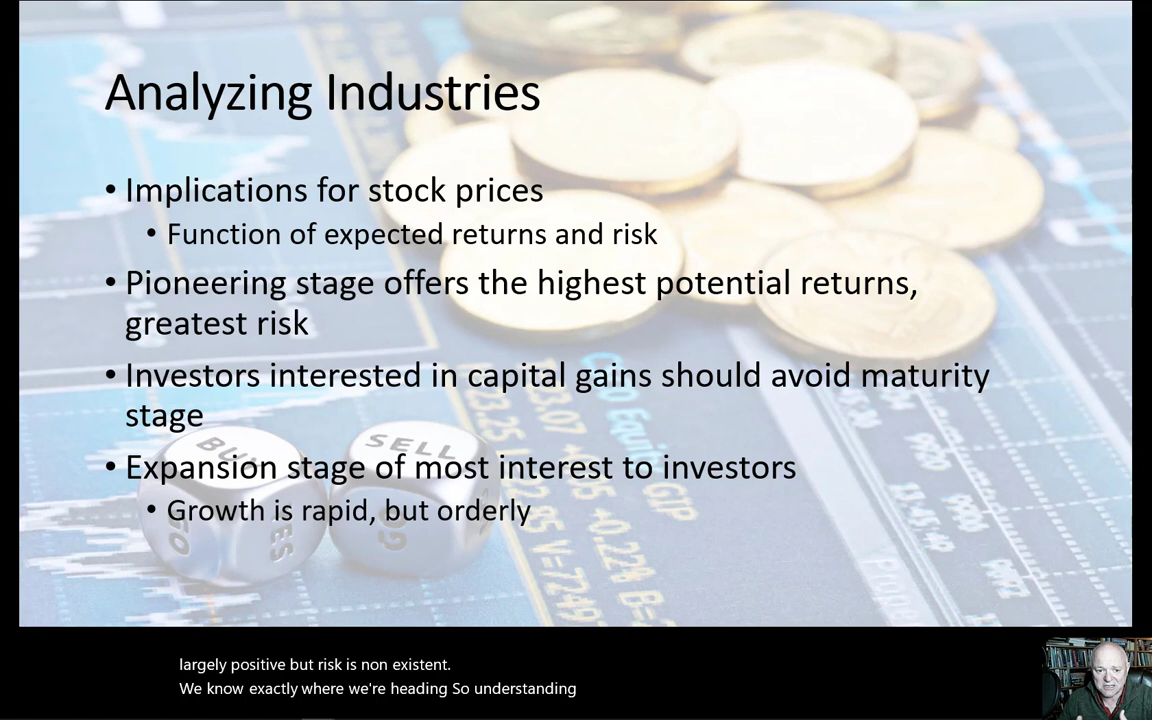 Analyzing Industries
• Implications for stock prices
• Function of expected returns and risk
• Pioneering stage offers the highest potential returns,
greatest risk
• Investors interested in capital gains should avoid maturity
stage
• Expansion stage of most interest to investors
• Growth is rapid, but orderly
BUY
SELL
largely positive but risk is non existent.
We know exactly where we're heading So understanding